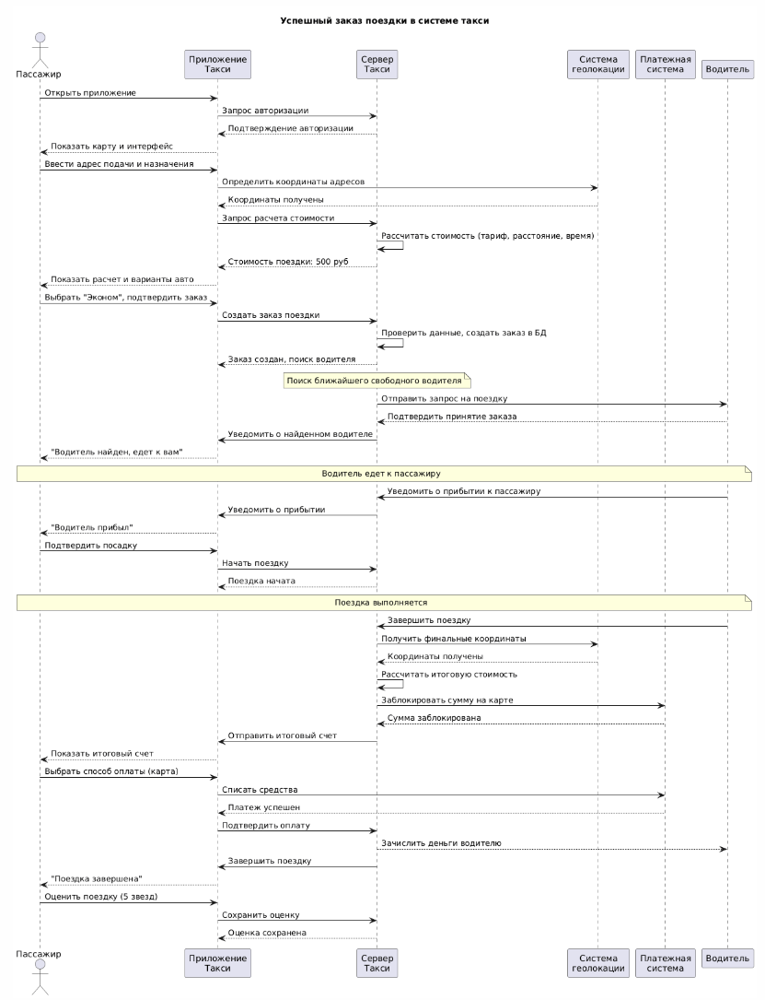 Успешный заказ поездки в системе такси
Пассажир
Приложение
Такси
Сервер
Такси
Система
геолокации
Платежная
система
Водитель
Открыть приложение
Запрос авторизации
Подтверждение авторизации
Показать карту и интерфейс
Ввести адрес подачи и назначения
Определить координаты адресов
Координаты получены
Запрос расчета стоимости
Рассчитать стоимость (тариф, расстояние, время)
Стоимость поездки: 500 руб
Показать расчет и варианты авто
Выбрать "Эконом", подтвердить заказ
Создать заказ поездки
Проверить данные, создать заказ в БД
Заказ создан, поиск водителя
Поиск ближайшего свободного водителя
Отправить запрос на поездку
Подтвердить принятие заказа
Уведомить о найденном водителе
"Водитель найден, едет к вам"
Водитель едет к пассажиру
Уведомить о прибытии к пассажиру
Уведомить о прибытии
"Водитель прибыл"
Подтвердить посадку
Начать поездку
Поездка начата
Поездка выполняется
Завершить поездку
Получить финальные координаты
Координаты получены
Рассчитать итоговую стоимость
Заблокировать сумму на карте
Сумма заблокирована
Отправить итоговый счет
Показать итоговый счет
Выбрать способ оплаты (карта)
Списать средства
Платеж успешен
Подтвердить оплату
Зачислить деньги водителю
Завершить поездку
"Поездка завершена"
Оценить поездку (5 звезд)
Сохранить оценку
Оценка сохранена
Пассажир
Приложение
Такси
Сервер
Такси
Система
геолокации
Платежная
система
Водитель